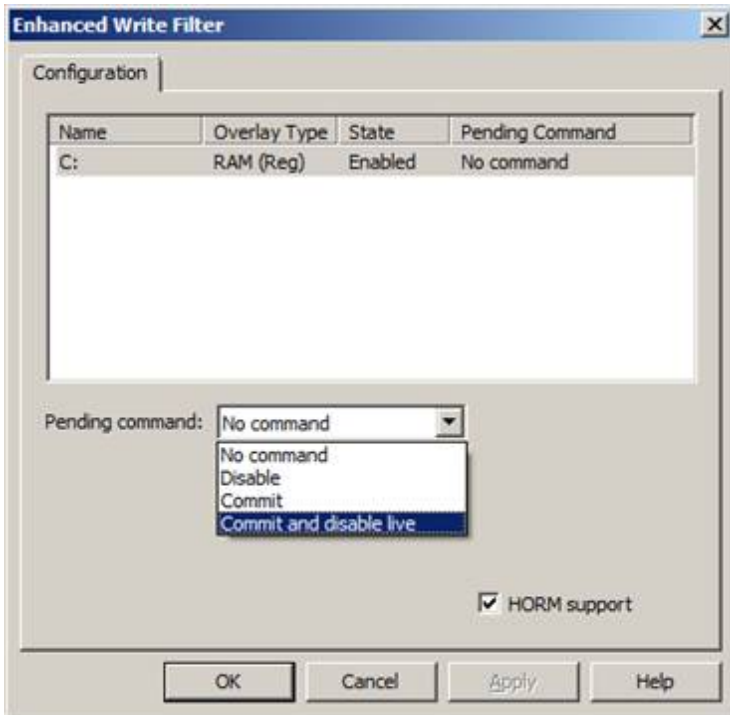 Enhanced Write Filter
Configuration
Name Overlay Type State Pending Command
C: RAM (Reg) Enabled No command
Pending command: No command
No command
Disable
Commit
Commit and disable live
HORM support
OK Cancel Apply Help